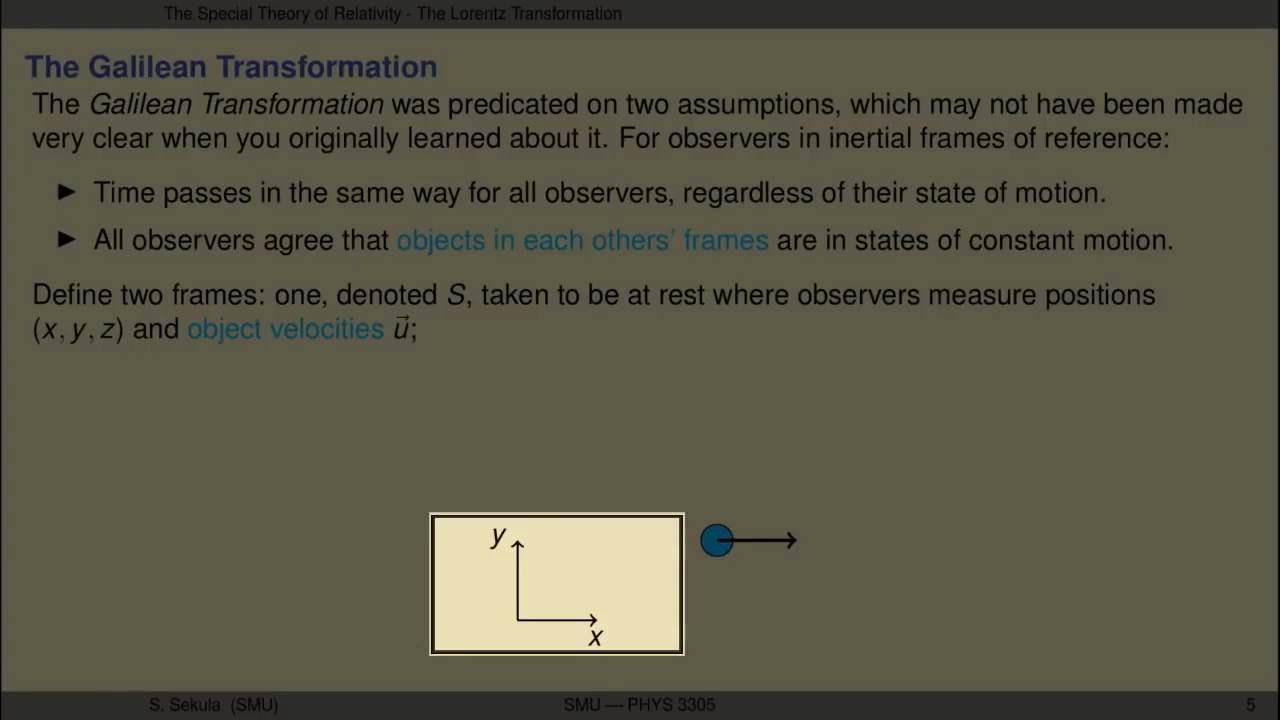 The Special Theory of Relativity - The Lorentz Transformation
The Galilean Transformation
The Galilean Transformation was predicated on two assumptions, which may not have been made
very clear when you originally learned about it. For observers in inertial frames of reference:
▶ Time passes in the same way for all observers, regardless of their state of motion.
▶ All observers agree that objects in each others' frames are in states of constant motion.
Define two frames: one, denoted S, taken to be at rest where observers measure positions
(x, y, z) and object velocities u⃗;
y
x
S. Sekula (SMU) SMU — PHYS 3305 5